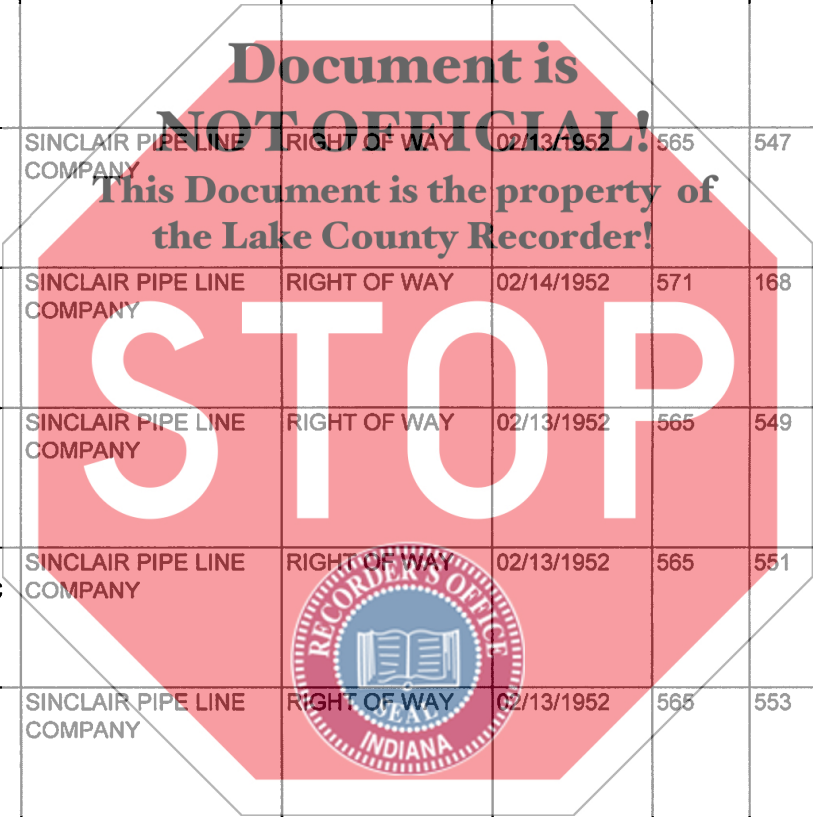 Document is
NOT OFFICIAL!
This Document is the property of
the Lake County Recorder!
SINCLAIR PIPE LINE RIGHT OF WAY 02/13/1952 565 547
COMPANY
SINCLAIR PIPE LINE RIGHT OF WAY 02/14/1952 571 168
COMPANY
STOP
SINCLAIR PIPE LINE RIGHT OF WAY 02/13/1952 565 549
COMPANY
SINCLAIR PIPE LINE RIGHT OF WAY 02/13/1952 565 551
COMPANY
RECORDER'S OFFICE
SINCLAIR PIPE LINE RIGHT OF WAY 02/13/1952 565 553
COMPANY
SEAL
INDIANA